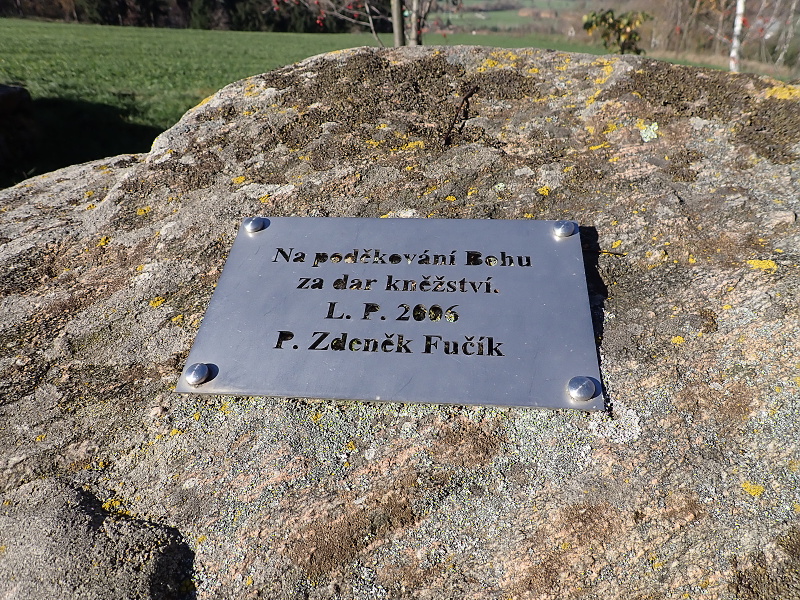 Na poděkování Bohu
za dar kněžství.
L. P. 2006
P. Zdeněk Fučík